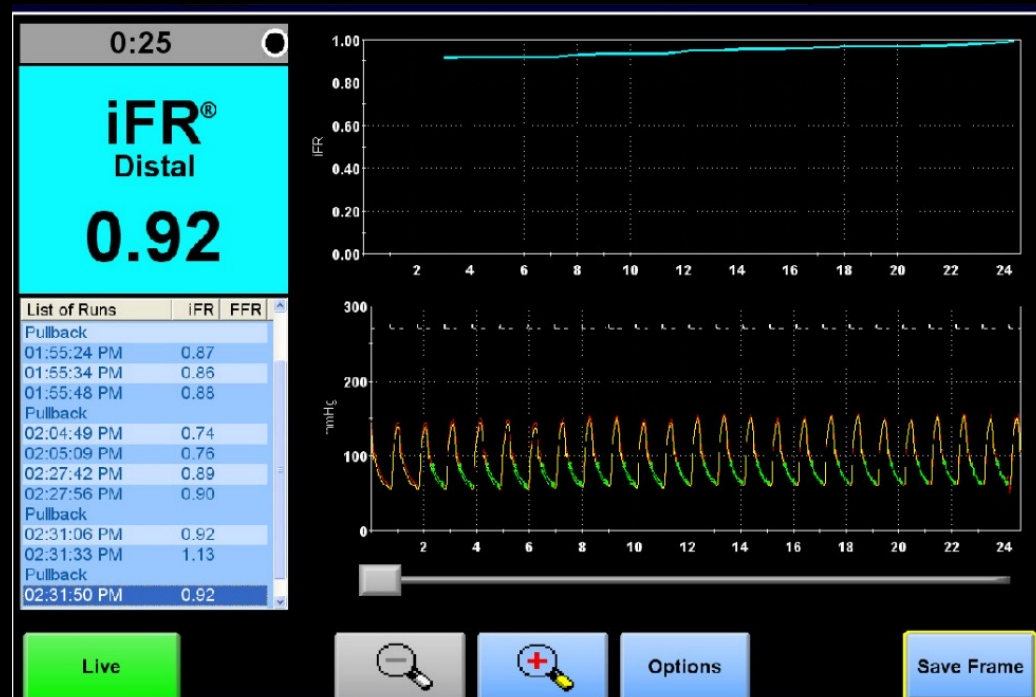 0:25
iFR®
Distal
0.92
List of Runs iFR FFR
Pullback
01:55:24 PM 0.87
01:55:34 PM 0.86
01:55:48 PM 0.88
Pullback
02:04:49 PM 0.74
02:05:09 PM 0.76
02:27:42 PM 0.89
02:27:56 PM 0.90
Pullback
02:31:06 PM 0.92
02:31:33 PM 1.13
Pullback
02:31:50 PM 0.92
iFR
1.00
0.80
0.60
0.40
0.20
0.00
2 4 6 8 10 12 14 16 18 20 22 24
mmHg
300
200
100
0
2 4 6 8 10 12 14 16 18 20 22 24
Live
Options
Save Frame